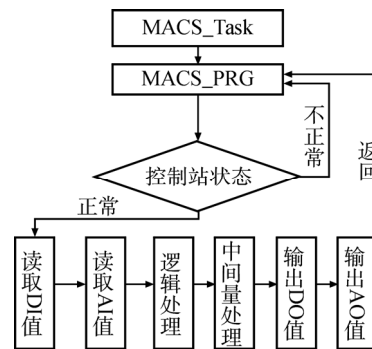 MACS_Task
MACS_PRG
不正常
返回
控制站状态
正常
读取DI值
读取AI值
逻辑处理
中间量处理
输出DO值
输出AO值